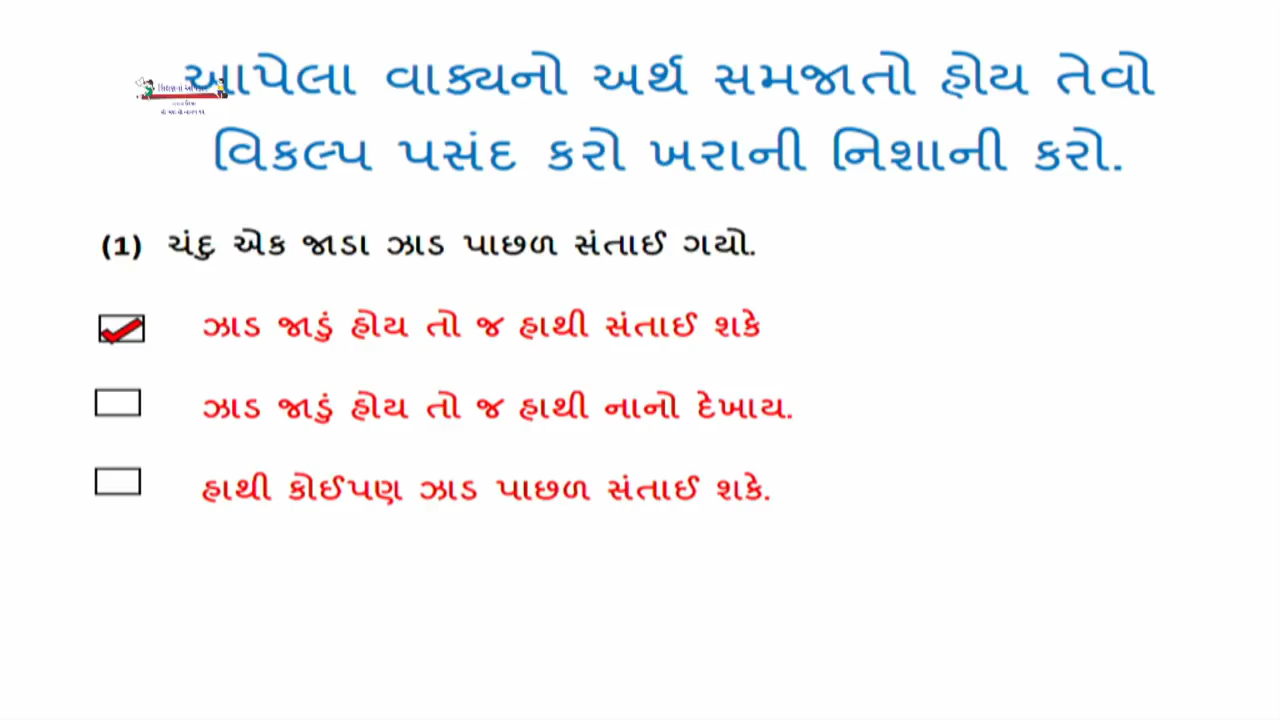 આપેલા વાક્યનો અર્થ સમજાતો હોય તેવો
વિકલ્પ પસંદ કરો ખરાની નિશાની કરો.
(1) ચંદુ એક જાડા ઝાડ પાછળ સંતાઈ ગયો.
ઝાડ જાડું હોય તો જ હાથી સંતાઈ શકે
ઝાડ જાડું હોય તો જ હાથી નાનો દેખાય.
હાથી કોઈપણ ઝાડ પાછળ સંતાઈ શકે.